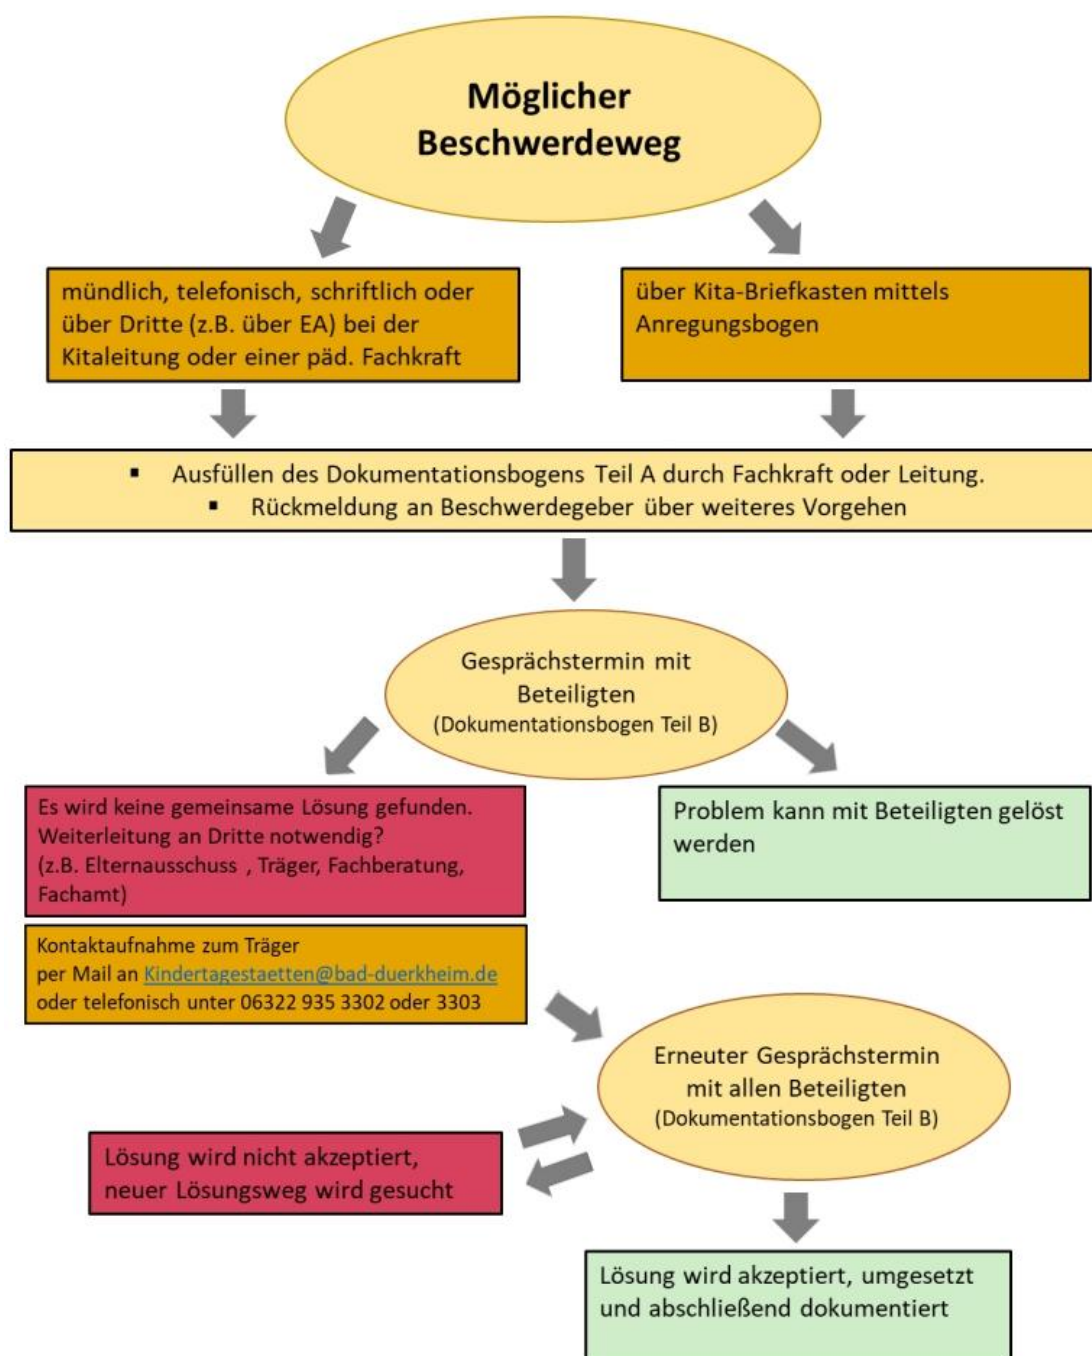 Möglicher
Beschwerdeweg
mündlich, telefonisch, schriftlich oder
über Dritte (z.B. über EA) bei der
Kitaleitung oder einer päd. Fachkraft
über Kita-Briefkasten mittels
Anregungsbogen
▪ Ausfüllen des Dokumentationsbogens Teil A durch Fachkraft oder Leitung.
▪ Rückmeldung an Beschwerdegeber über weiteres Vorgehen
Gesprächstermin mit
Beteiligten
(Dokumentationsbogen Teil B)
Es wird keine gemeinsame Lösung gefunden.
Weiterleitung an Dritte notwendig?
(z.B. Elternausschuss , Träger, Fachberatung,
Fachamt)
Problem kann mit Beteiligten gelöst
werden
Kontaktaufnahme zum Träger
per Mail an Kindertagestaetten@bad-duerkheim.de
oder telefonisch unter 06322 935 3302 oder 3303
Erneuter Gesprächstermin
mit allen Beteiligten
(Dokumentationsbogen Teil B)
Lösung wird nicht akzeptiert,
neuer Lösungsweg wird gesucht
Lösung wird akzeptiert, umgesetzt
und abschließend dokumentiert